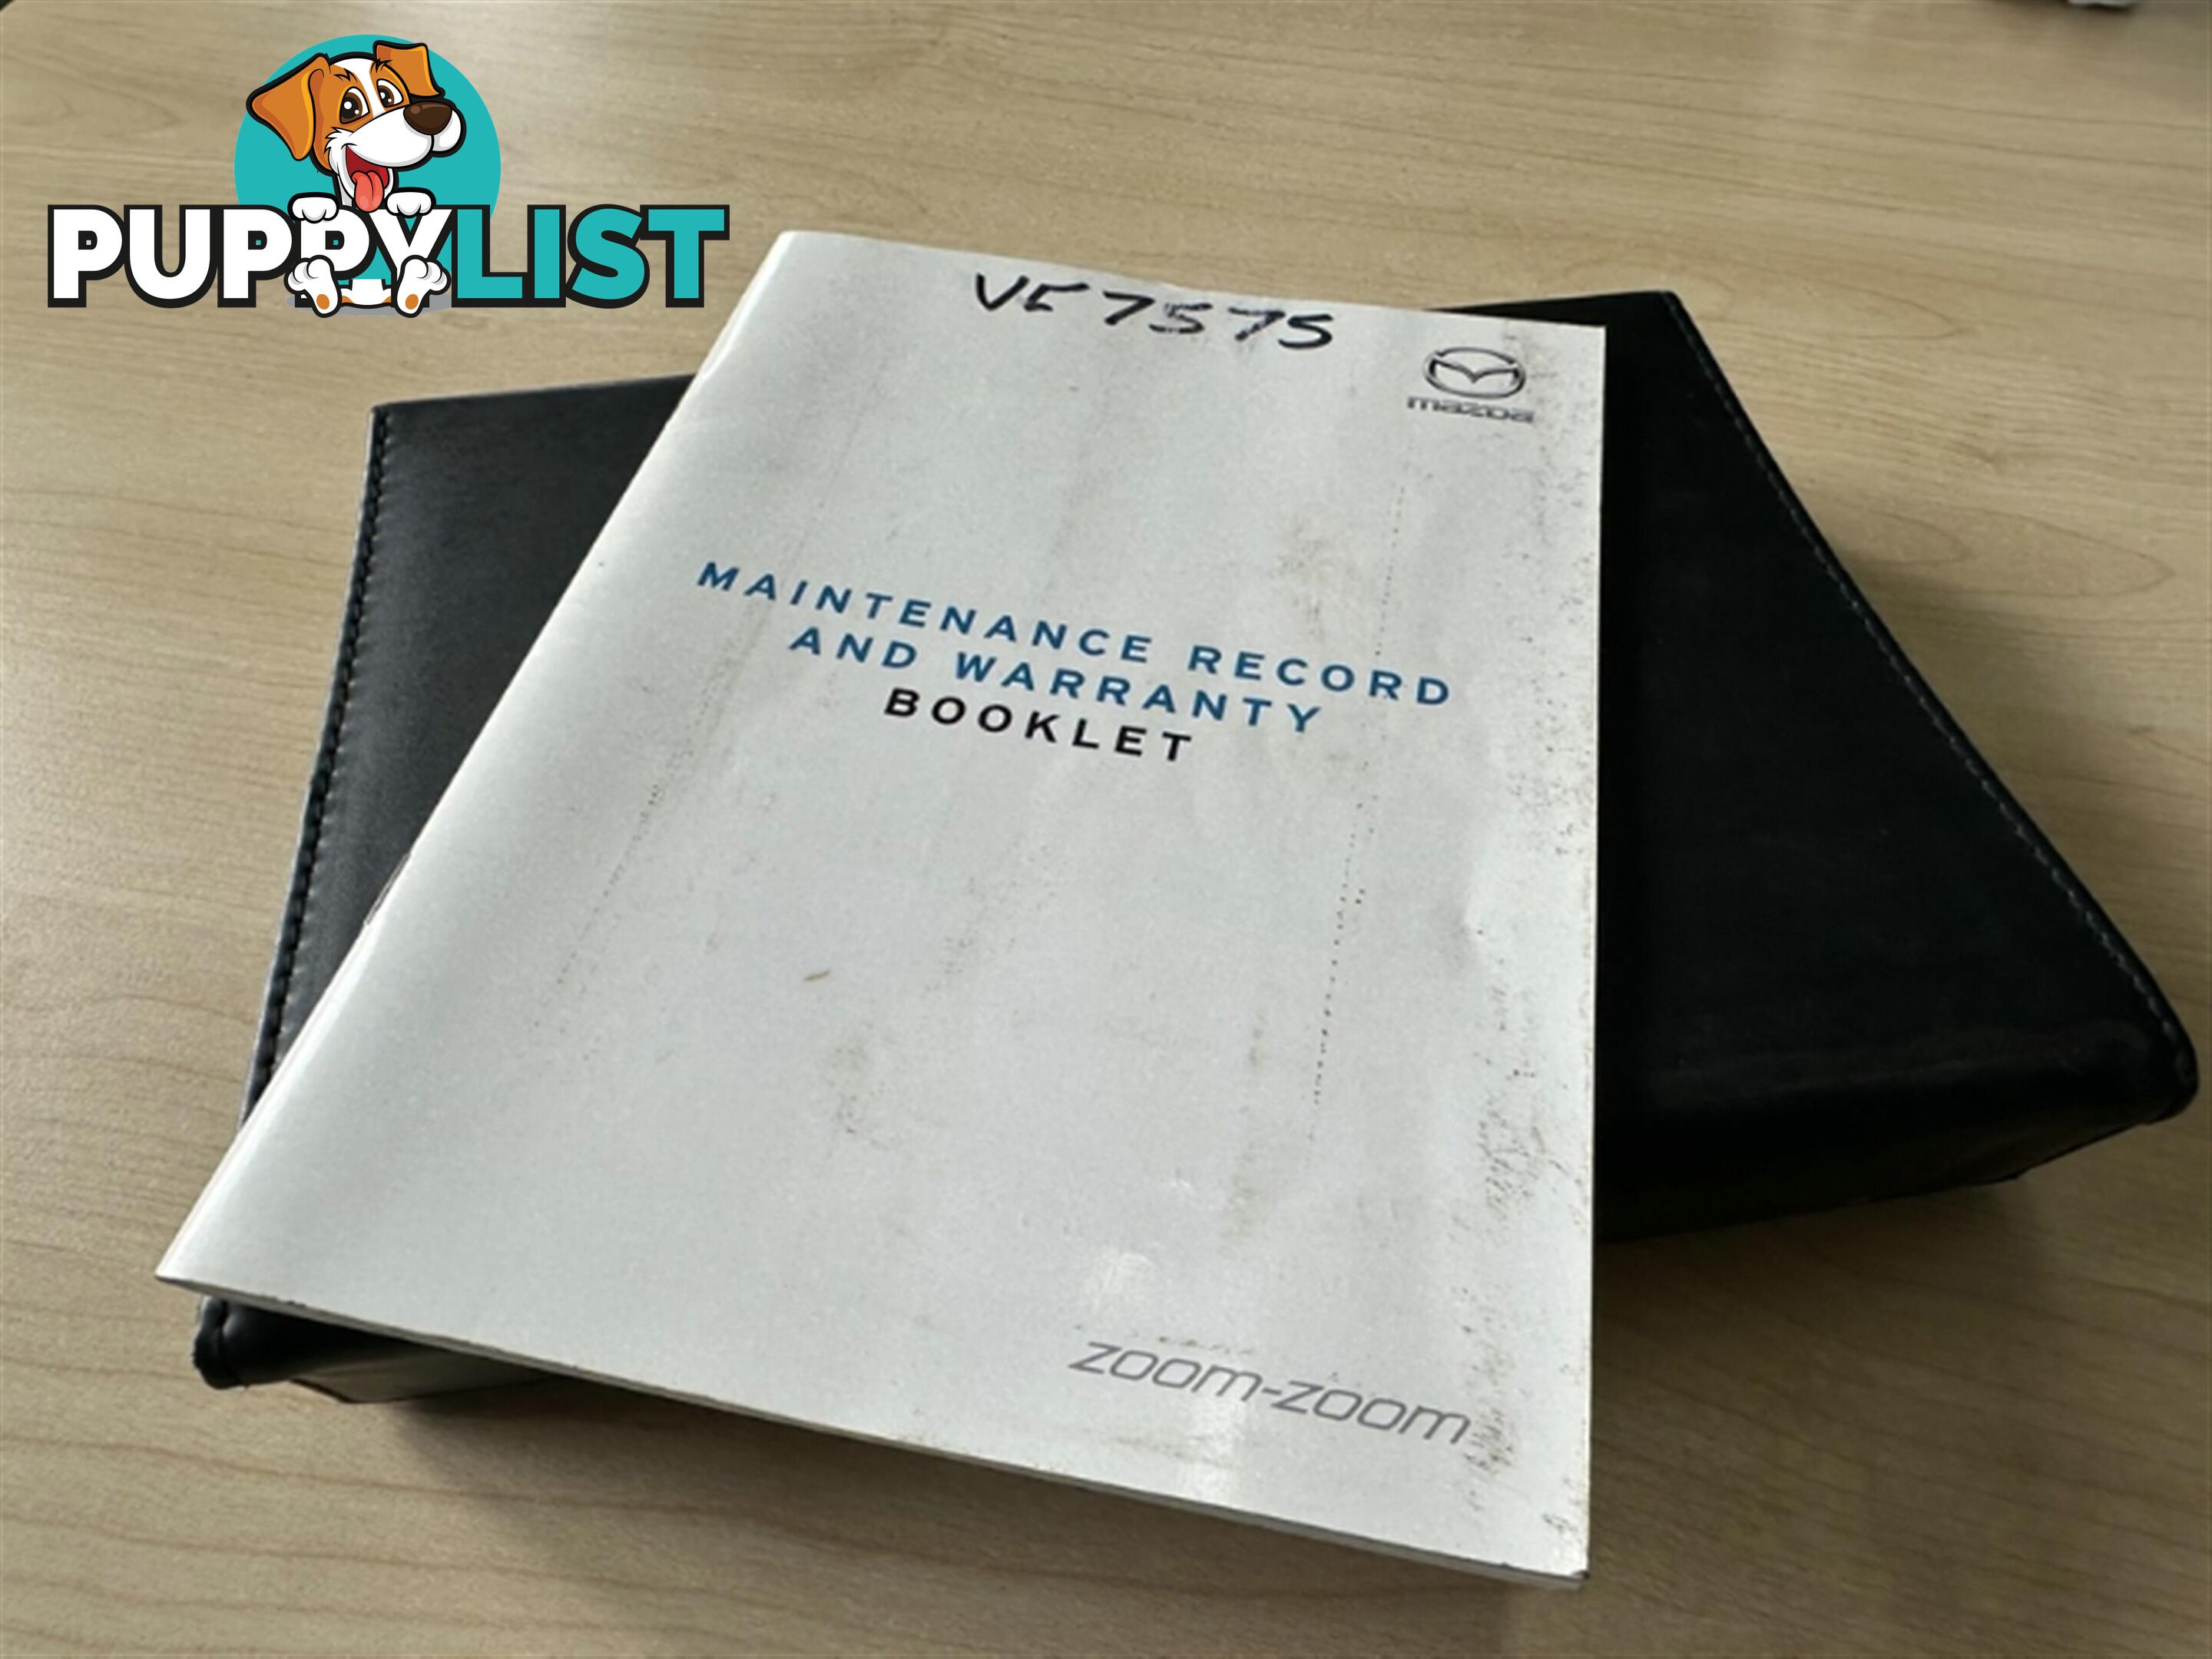 PUPPYLIST
VE7575
mazda
MAINTENANCE RECORD
AND WARRANTY
BOOKLET
zoom-zoom